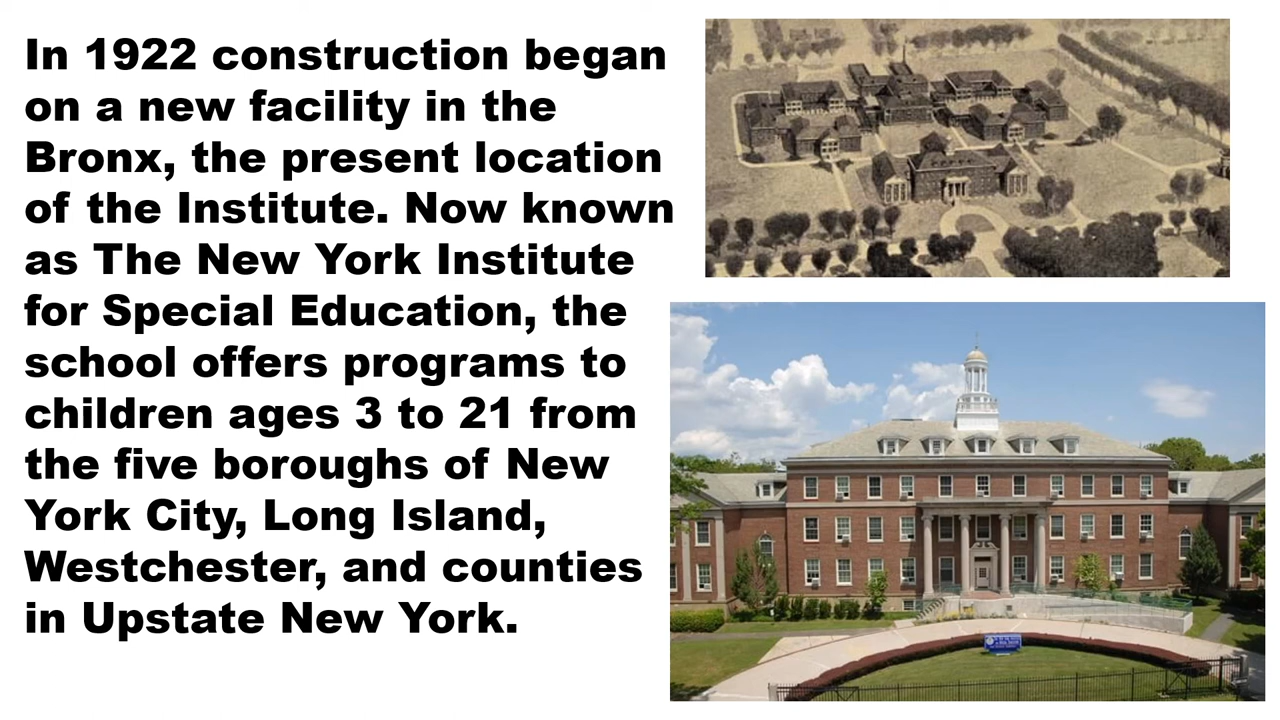 In 1922 construction began
on a new facility in the
Bronx, the present location
of the Institute. Now known
as The New York Institute
for Special Education, the
school offers programs to
children ages 3 to 21 from
the five boroughs of New
York City, Long Island,
Westchester, and counties
in Upstate New York.